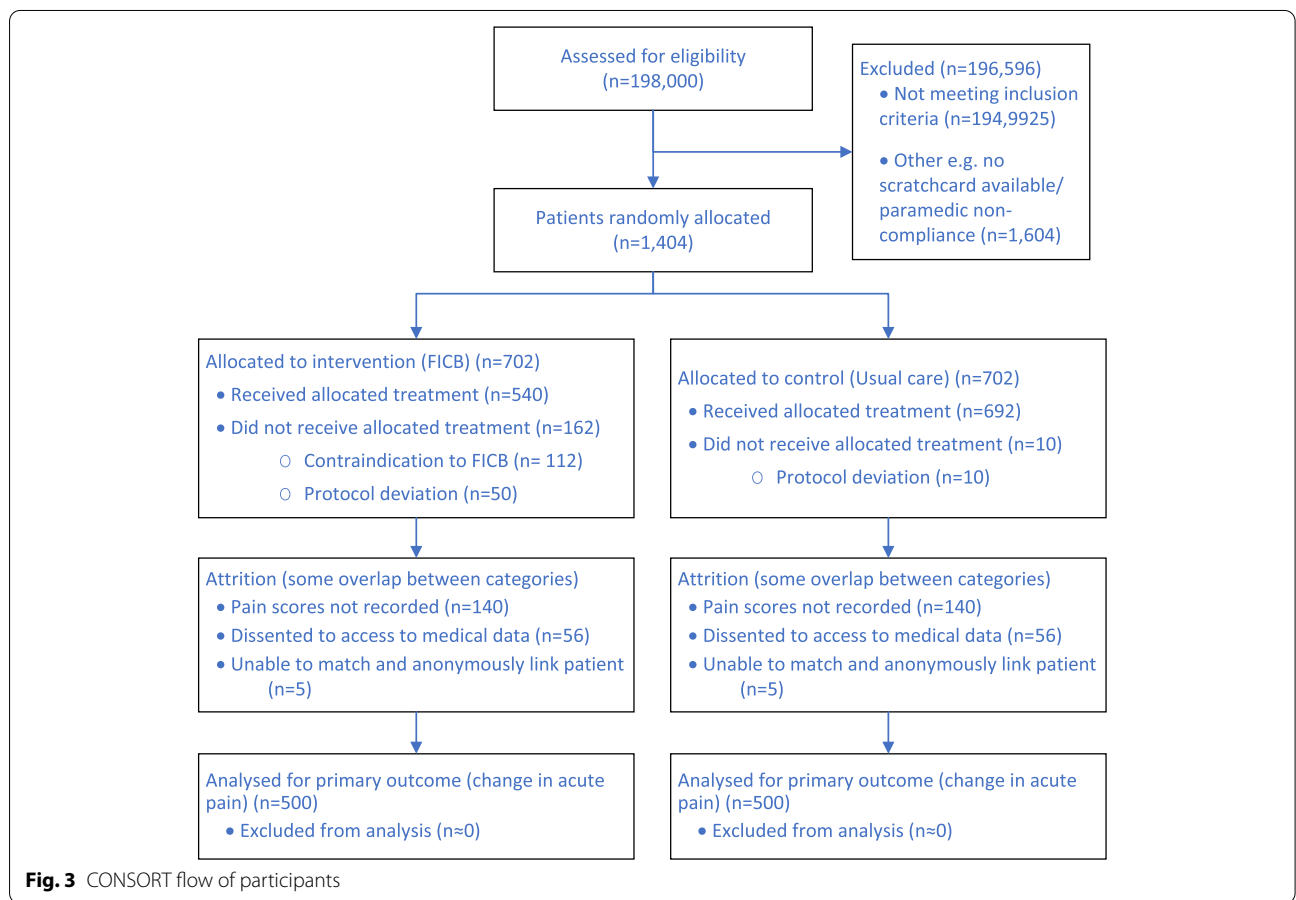 Assessed for eligibility
(n=198,000)
Excluded (n=196,596)
• Not meeting inclusion
criteria (n=194,9925)
• Other e.g. no
scratchcard available/
paramedic non-
compliance (n=1,604)
Patients randomly allocated
(n=1,404)
Allocated to intervention (FICB) (n=702)
• Received allocated treatment (n=540)
• Did not receive allocated treatment (n=162)
○ Contraindication to FICB (n= 112)
○ Protocol deviation (n=50)
Allocated to control (Usual care) (n=702)
• Received allocated treatment (n=692)
• Did not receive allocated treatment (n=10)
○ Protocol deviation (n=10)
Attrition (some overlap between categories)
• Pain scores not recorded (n=140)
• Dissented to access to medical data (n=56)
• Unable to match and anonymously link patient
(n=5)
Attrition (some overlap between categories)
• Pain scores not recorded (n=140)
• Dissented to access to medical data (n=56)
• Unable to match and anonymously link patient
(n=5)
Analysed for primary outcome (change in acute
pain) (n=500)
• Excluded from analysis (n≈0)
Analysed for primary outcome (change in acute
pain) (n=500)
• Excluded from analysis (n≈0)
Fig. 3 CONSORT flow of participants